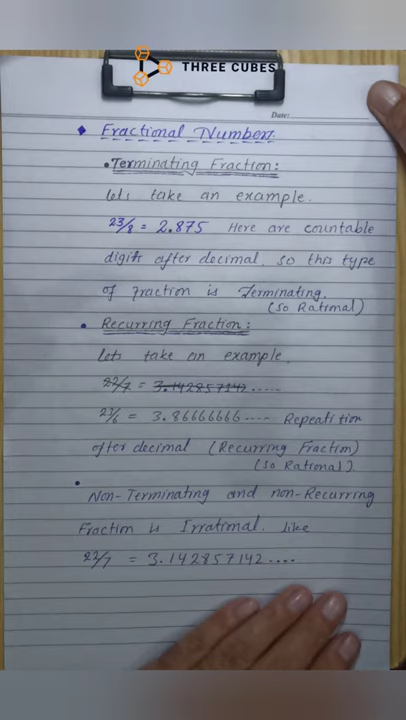 THREE CUBES
Date:
Fractional Numbers
Terminating Fraction:
lets take an example.
23/8 = 2.875 Here are countable
digits after decimal, so this type
of fraction is Terminating.
(So Rational)
Recurring Fraction:
lets take an example.
22/7 = 3.142857142.....
23/6 = 3.86666666.... Repeatition
after decimal (Recurring Fraction)
(So Rational).
Non-Terminating and non-Recurring
Fraction is Irrational. like
22/7 = 3.142857142....